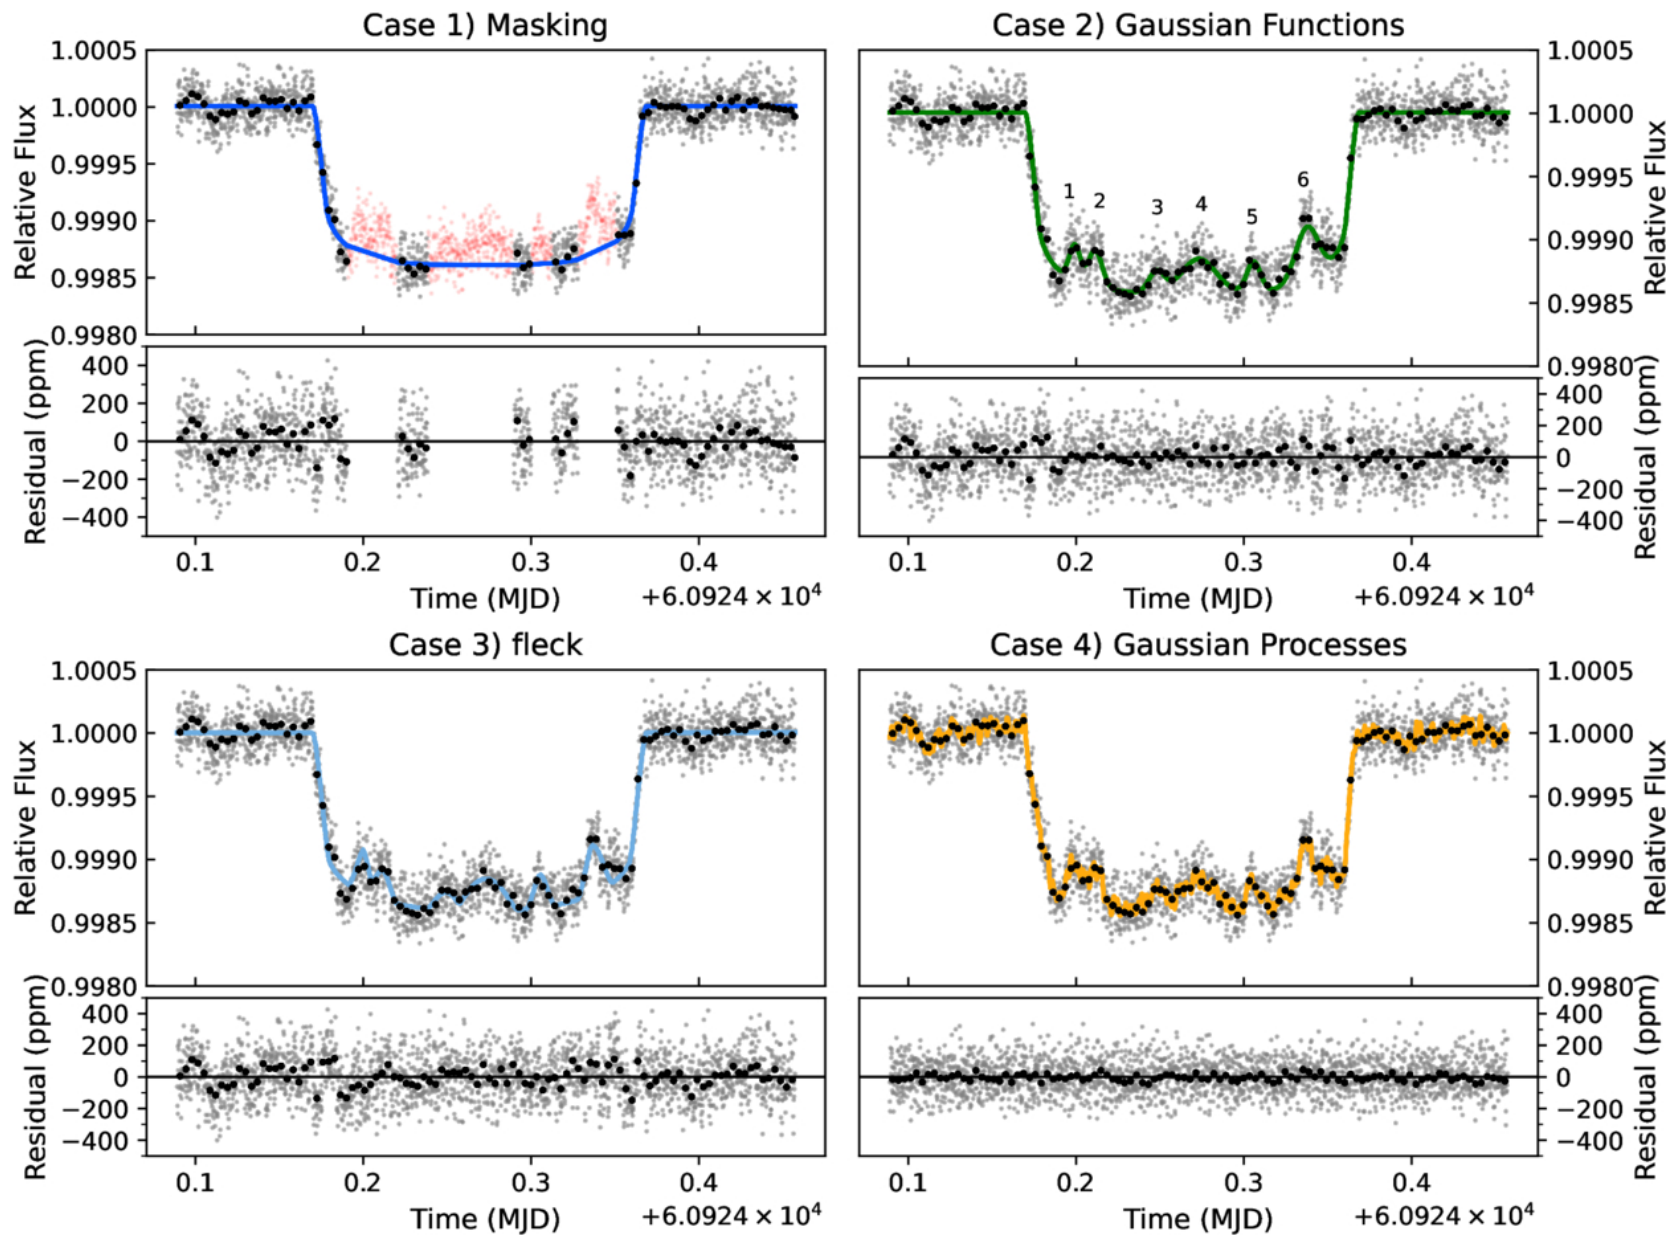 Case 1) Masking
1.0005
1.0000
0.9995
0.9990
0.9985
0.9980
Relative Flux
400
200
0
−200
−400
Residual (ppm)
0.1 0.2 0.3 0.4
Time (MJD) +6.0924 × 10⁴
Case 2) Gaussian Functions
1 2 3 4 5 6
1.0005
1.0000
0.9995
0.9990
0.9985
0.9980
Relative Flux
400
200
0
−200
−400
Residual (ppm)
0.1 0.2 0.3 0.4
Time (MJD) +6.0924 × 10⁴
Case 3) fleck
1.0005
1.0000
0.9995
0.9990
0.9985
0.9980
Relative Flux
400
200
0
−200
−400
Residual (ppm)
0.1 0.2 0.3 0.4
Time (MJD) +6.0924 × 10⁴
Case 4) Gaussian Processes
1.0005
1.0000
0.9995
0.9990
0.9985
0.9980
Relative Flux
400
200
0
−200
−400
Residual (ppm)
0.1 0.2 0.3 0.4
Time (MJD) +6.0924 × 10⁴